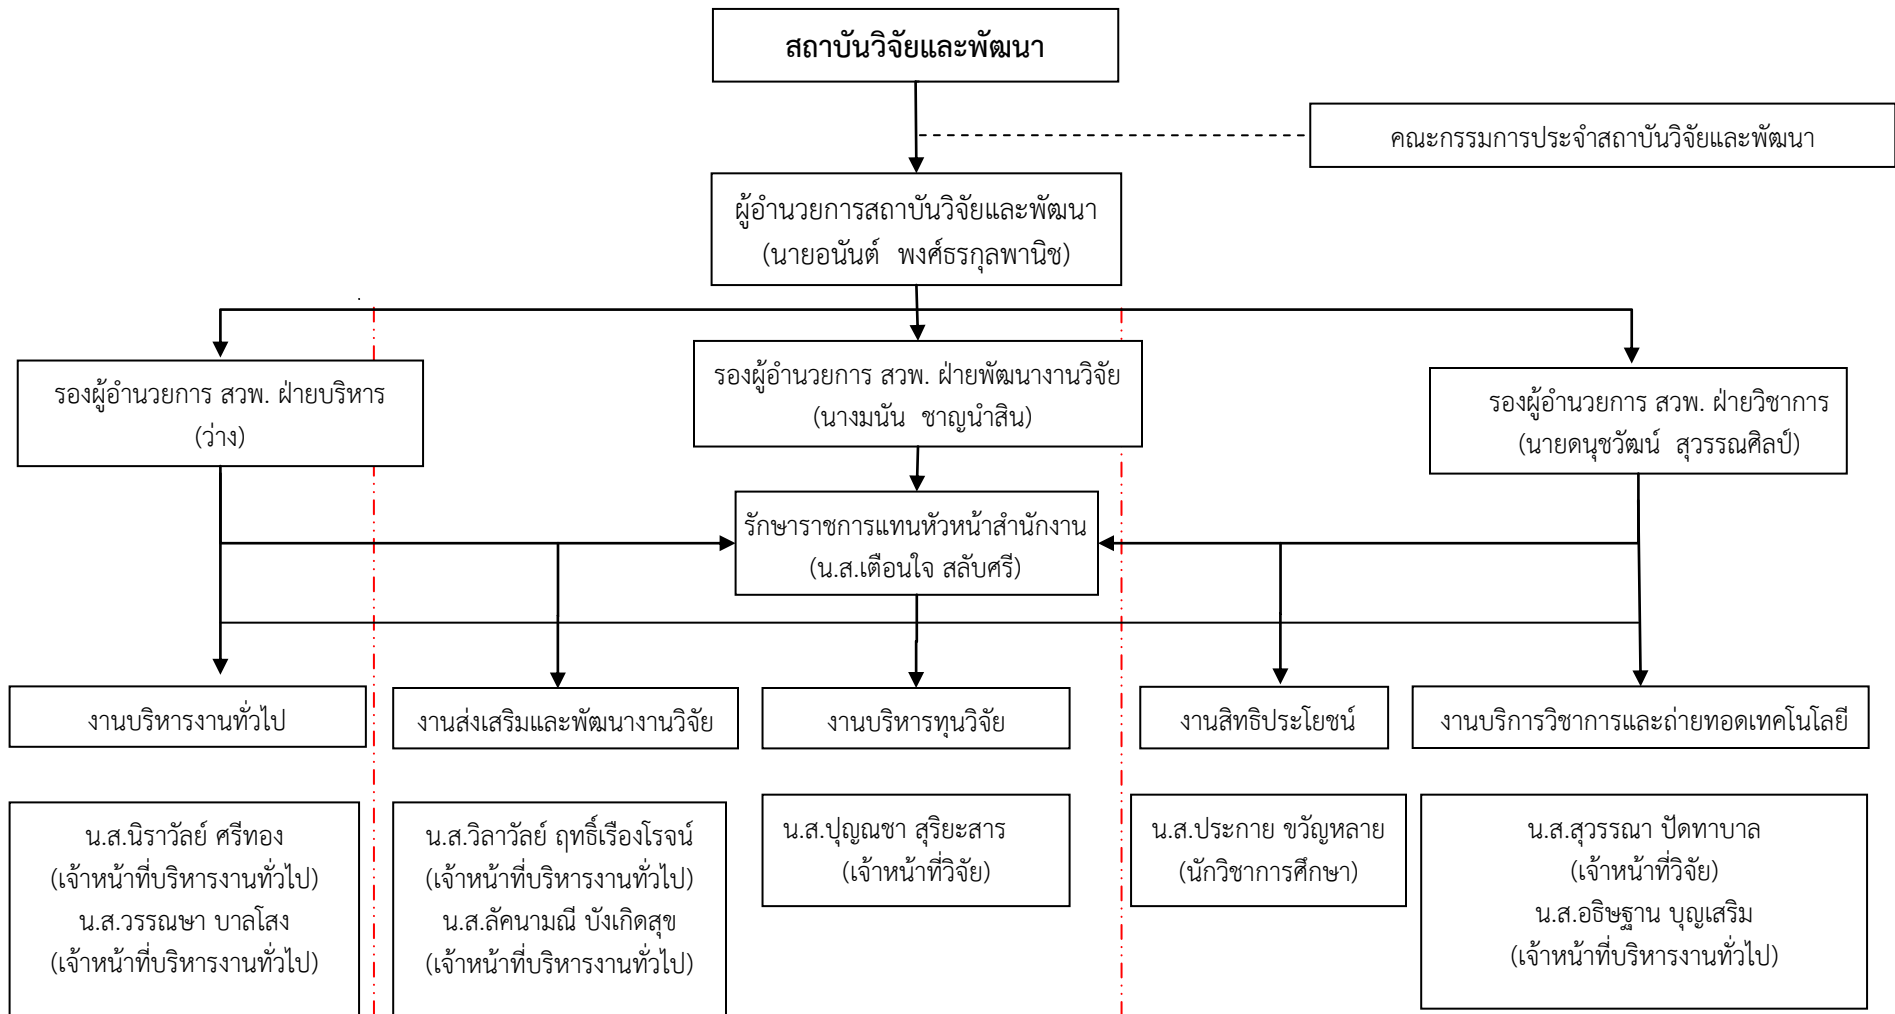 สถาบันวิจัยและพัฒนา
คณะกรรมการประจำสถาบันวิจัยและพัฒนา
ผู้อำนวยการสถาบันวิจัยและพัฒนา
(นายอนันต์ พงศ์ธรกุลพานิช)
รองผู้อำนวยการ สวพ. ฝ่ายบริหาร
(ว่าง)
รองผู้อำนวยการ สวพ. ฝ่ายพัฒนางานวิจัย
(นางมนัน ชาญนำสิน)
รองผู้อำนวยการ สวพ. ฝ่ายวิชาการ
(นายดนุชวัฒน์ สุวรรณศิลป์)
รักษาราชการแทนหัวหน้าสำนักงาน
(น.ส.เตือนใจ สลับศรี)
งานบริหารงานทั่วไป
งานส่งเสริมและพัฒนางานวิจัย
งานบริหารทุนวิจัย
งานสิทธิประโยชน์
งานบริการวิชาการและถ่ายทอดเทคโนโลยี
น.ส.นิราวัลย์ ศรีทอง
(เจ้าหน้าที่บริหารงานทั่วไป)
น.ส.วรรณษา บาลโสง
(เจ้าหน้าที่บริหารงานทั่วไป)
น.ส.วิลาวัลย์ ฤทธิ์เรืองโรจน์
(เจ้าหน้าที่บริหารงานทั่วไป)
น.ส.ลัคนามณี บังเกิดสุข
(เจ้าหน้าที่บริหารงานทั่วไป)
น.ส.ปุญณชา สุริยะสาร
(เจ้าหน้าที่วิจัย)
น.ส.ประกาย ขวัญหลาย
(นักวิชาการศึกษา)
น.ส.สุวรรณา ปัดทาบาล
(เจ้าหน้าที่วิจัย)
น.ส.อธิษฐาน บุญเสริม
(เจ้าหน้าที่บริหารงานทั่วไป)